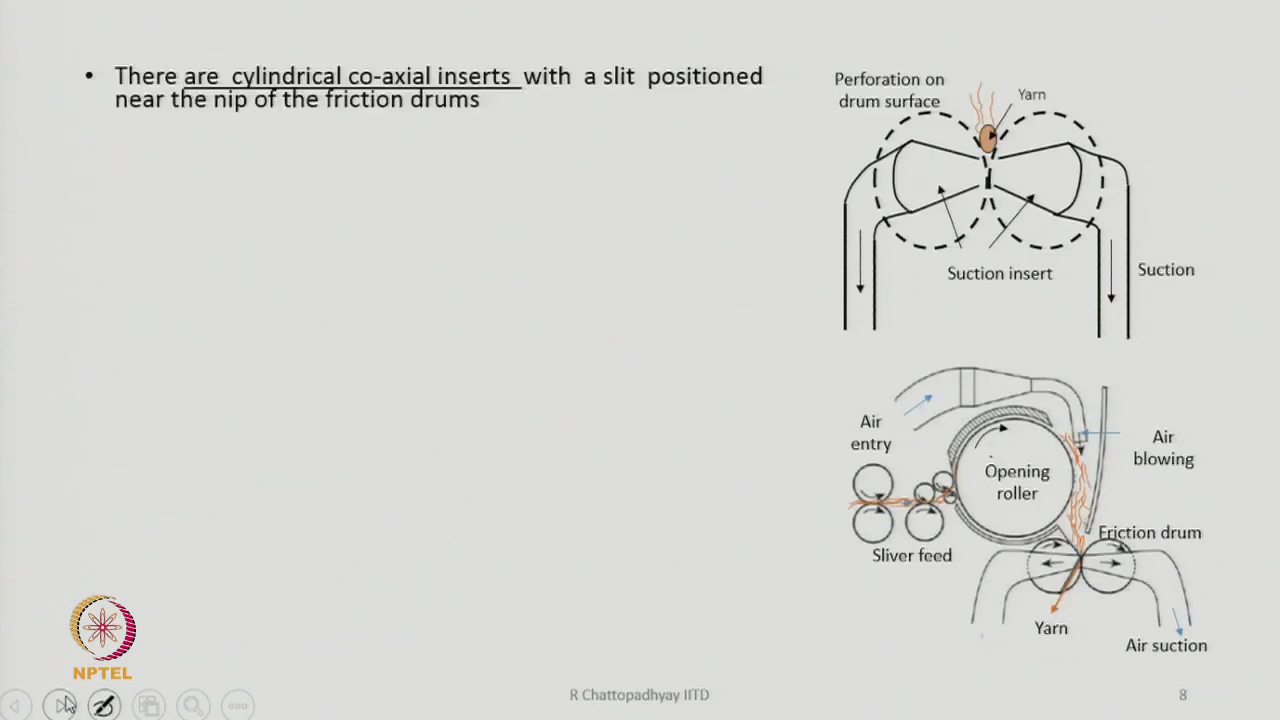 • There are cylindrical co-axial inserts with a slit positioned
near the nip of the friction drums
Perforation on
drum surface
Yarn
Suction insert
Suction
Air
entry
Opening
roller
Air
blowing
Sliver feed
Friction drum
Yarn
Air suction
NPTEL
R Chattopadhyay IITD
8